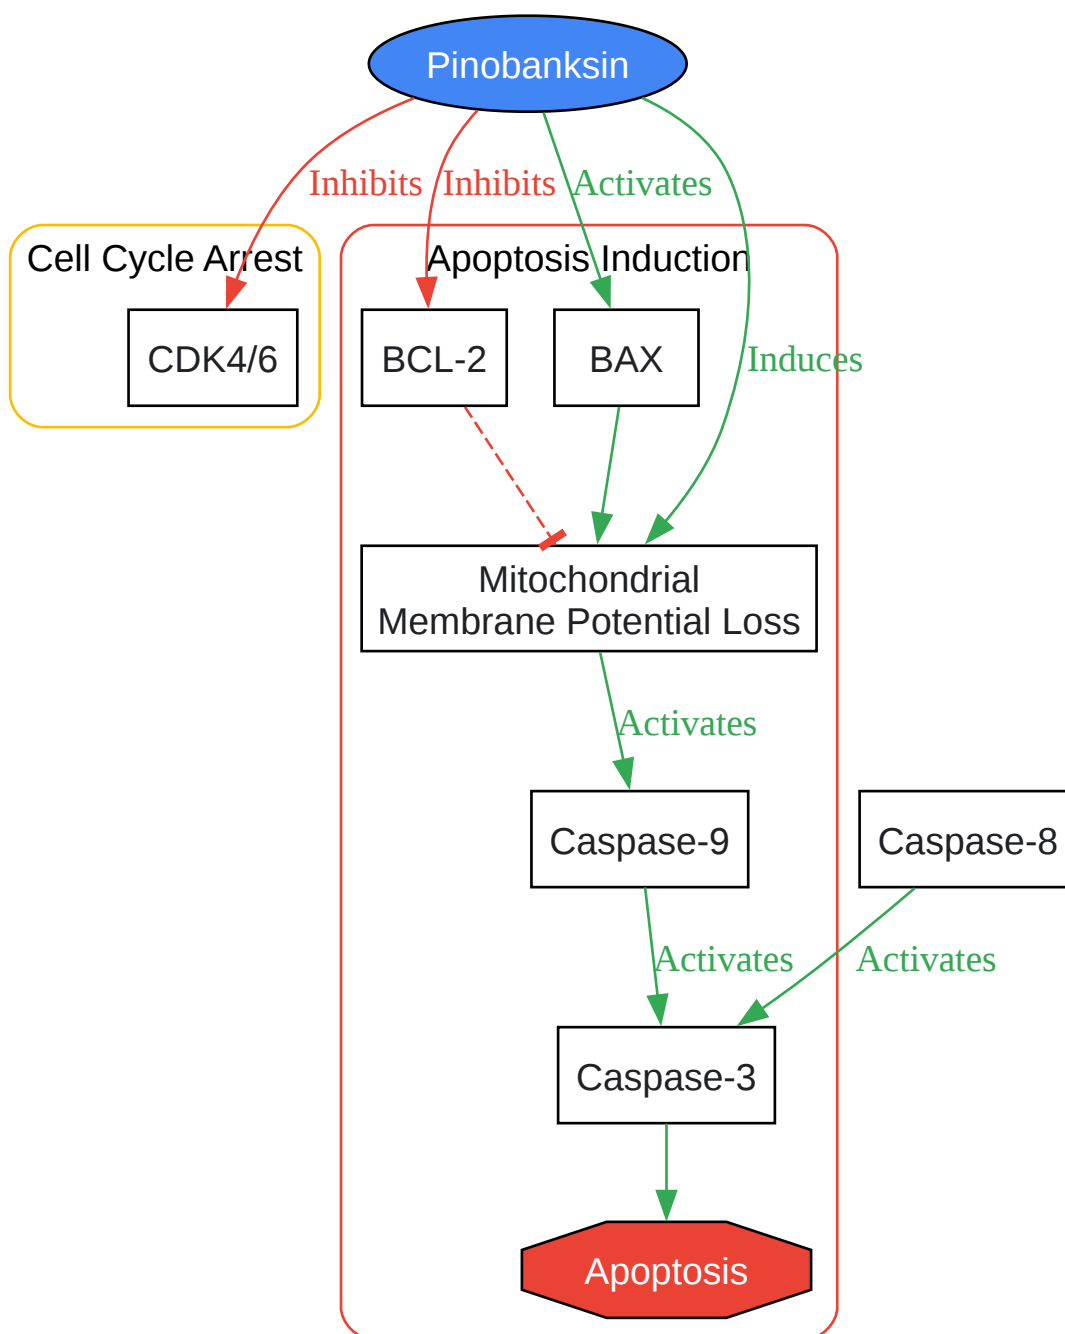 Pinobanksin
Inhibits
Inhibits
Activates
Cell Cycle Arrest
Apoptosis Induction
CDK4/6
BCL-2
BAX
Induces
Mitochondrial
Membrane Potential Loss
Activates
Caspase-9
Caspase-8
Activates
Activates
Caspase-3
Apoptosis